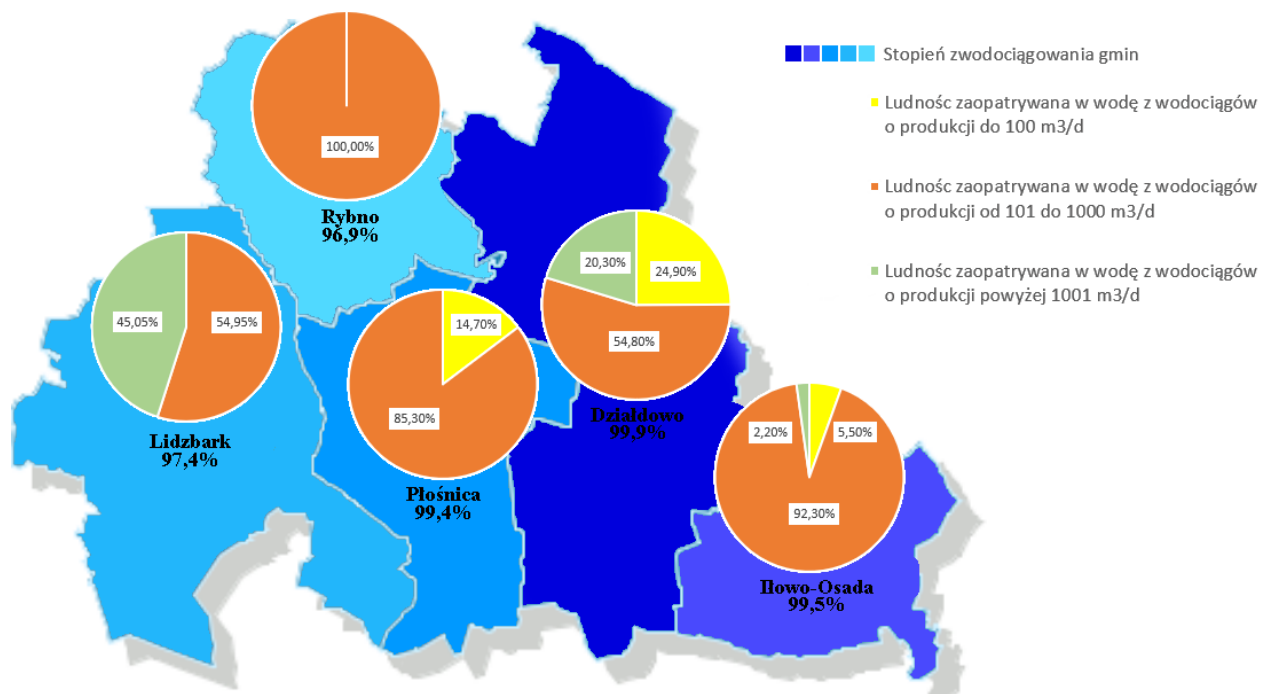 Stopień zwodociągowania gmin
Ludnośc zaopatrywana w wodę z wodociągów
o produkcji do 100 m3/d
Ludnośc zaopatrywana w wodę z wodociągów
o produkcji od 101 do 1000 m3/d
Ludnośc zaopatrywana w wodę z wodociągów
o produkcji powyżej 1001 m3/d
100,00%
Rybno
96,9%
45,05%
54,95%
Lidzbark
97,4%
14,70%
85,30%
Płośnica
99,4%
20,30%
24,90%
54,80%
Działdowo
99,9%
2,20%
5,50%
92,30%
Iłowo-Osada
99,5%